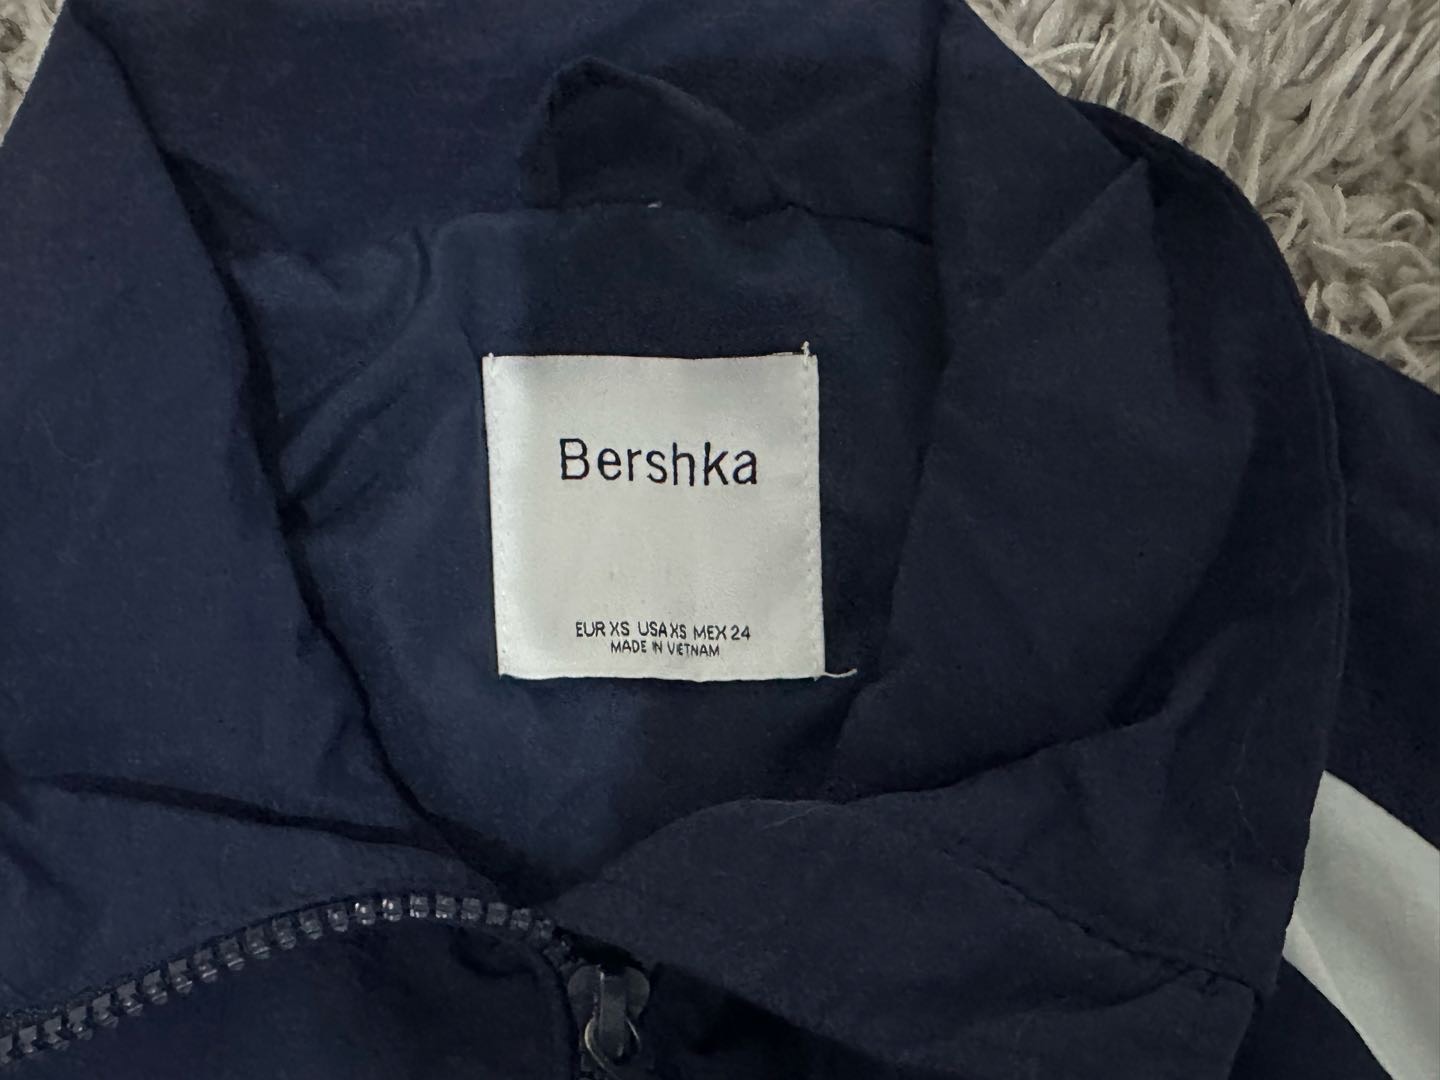 Bershka
EUR XS USA XS MEX 24
MADE IN VIETNAM